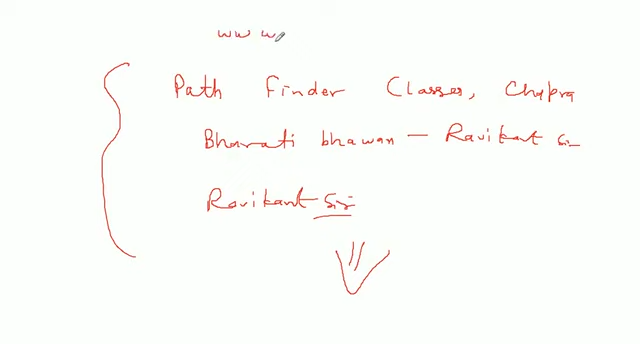 www
Path Finder Classes, Chapra
Bharati bhawan — Ravikant Sir
Ravikant Sir